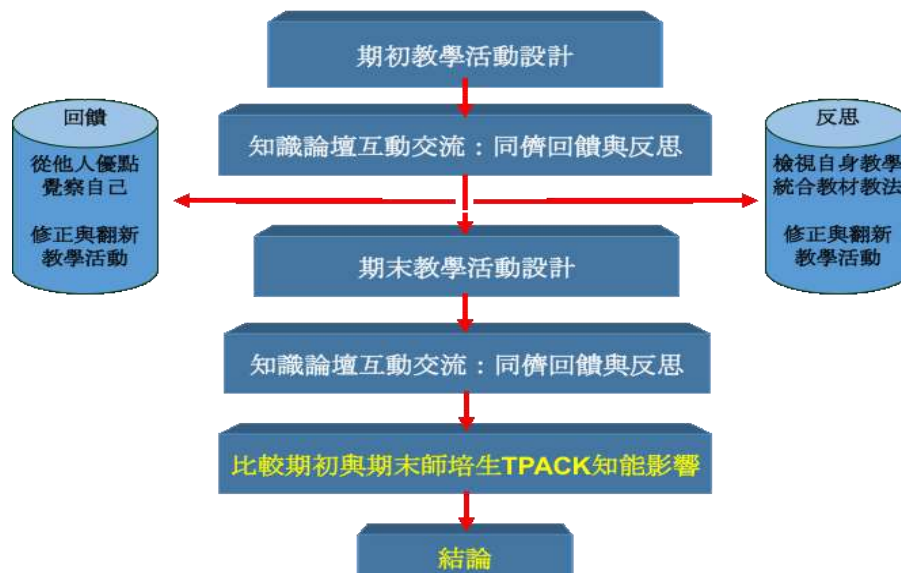 期初教學活動設計
知識論壇互動交流：同儕回饋與反思
回饋
從他人優點
覺察自己
修正與翻新
教學活動
反思
檢視自身教學
統合教材教法
修正與翻新
教學活動
期末教學活動設計
知識論壇互動交流：同儕回饋與反思
比較期初與期末師培生TPACK知能影響
結論